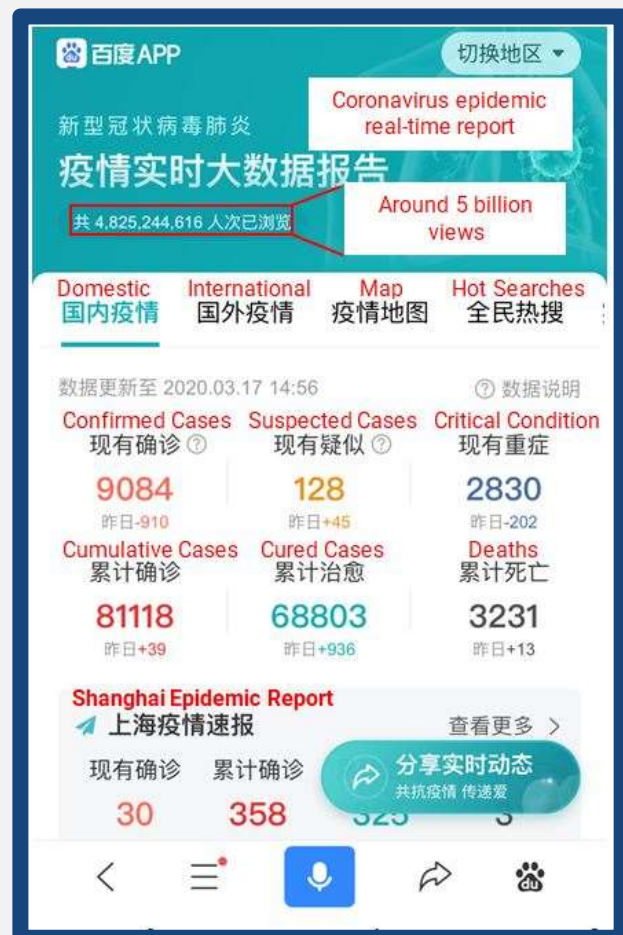 百度APP
切换地区
Coronavirus epidemic
real-time report
新型冠状病毒肺炎
疫情实时大数据报告
Around 5 billion
views
共 4,825,244,616 人次已浏览
Domestic International Map Hot Searches
国内疫情 国外疫情 疫情地图 全民热搜
数据更新至 2020.03.17 14:56 ? 数据说明
Confirmed Cases Suspected Cases Critical Condition
现有确诊 ? 现有疑似 ? 现有重症
9084 128 2830
昨日-910 昨日+45 昨日-202
Cumulative Cases Cured Cases Deaths
累计确诊 累计治愈 累计死亡
81118 68803 3231
昨日+39 昨日+936 昨日+13
Shanghai Epidemic Report
上海疫情速报 查看更多 >
现有确诊 累计确诊
分享实时动态
共抗疫情 传递爱
30 358 325 3
du